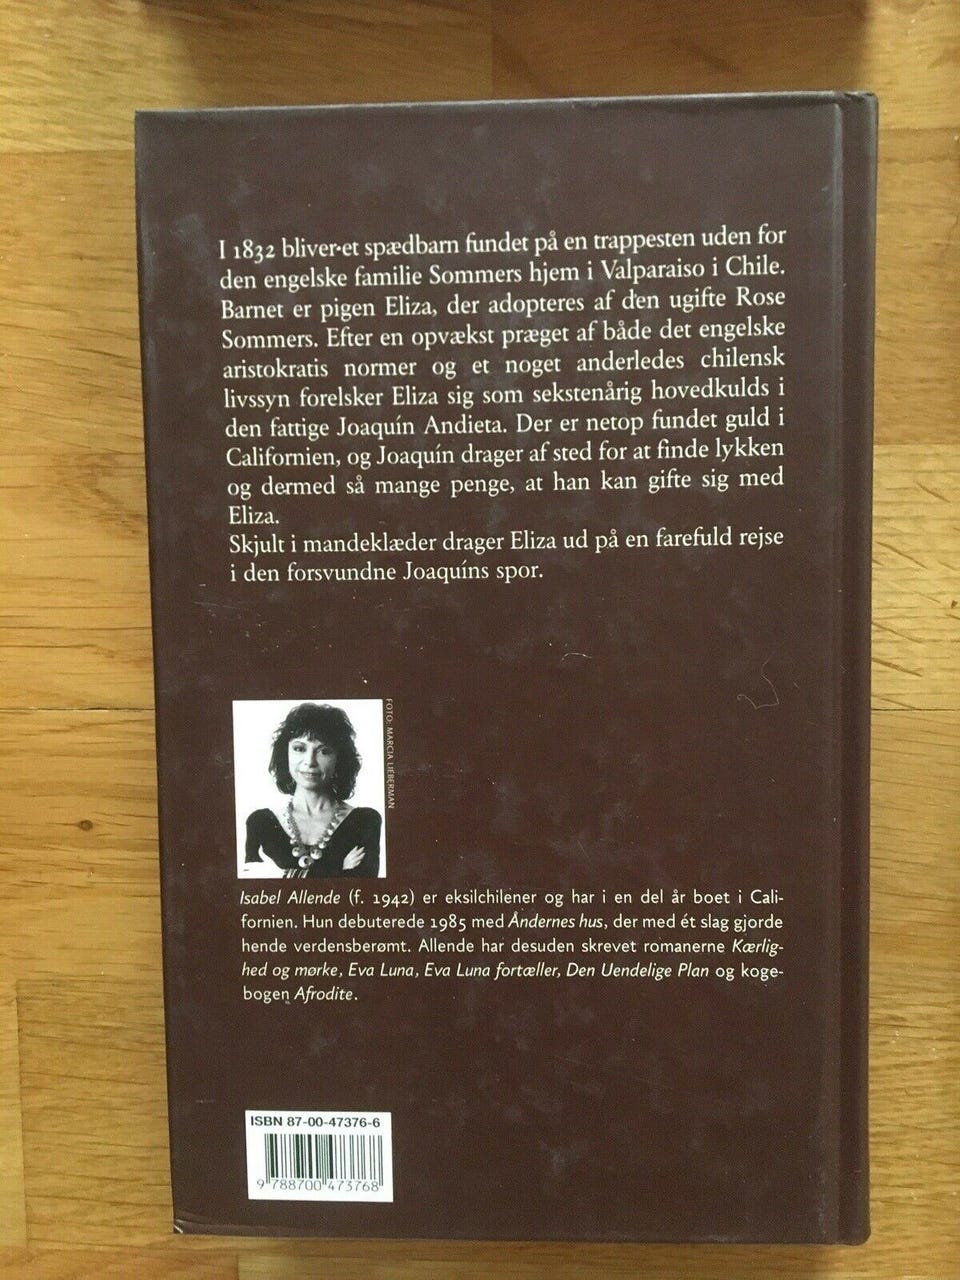 I 1832 bliver et spædbarn fundet på en trappesten uden for
den engelske familie Sommers hjem i Valparaiso i Chile.
Barnet er pigen Eliza, der adopteres af den ugifte Rose
Sommers. Efter en opvækst præget af både det engelske
aristokratis normer og et noget anderledes chilensk
livssyn forelsker Eliza sig som sekstenårig hovedkulds i
den fattige Joaquín Andieta. Der er netop fundet guld i
Californien, og Joaquín drager af sted for at finde lykken
og dermed så mange penge, at han kan gifte sig med
Eliza.
Skjult i mandeklæder drager Eliza ud på en farefuld rejse
i den forsvundne Joaquíns spor.
FOTO: MARCIA LIEBERMAN
Isabel Allende (f. 1942) er eksilchilener og har i en del år boet i Cali-
fornien. Hun debuterede 1985 med Åndernes hus, der med ét slag gjorde
hende verdensberømt. Allende har desuden skrevet romanerne Kærlig-
hed og mørke, Eva Luna, Eva Luna fortæller, Den Uendelige Plan og koge-
bogen Afrodite.
ISBN 87-00-47376-6
9 788700 473768